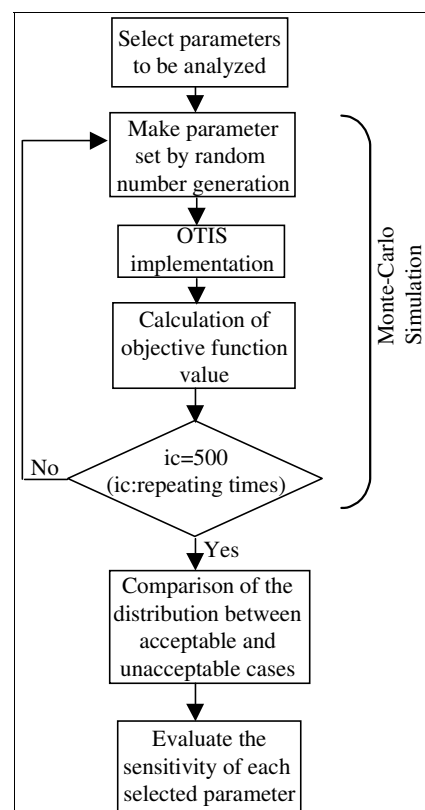 Select parameters
to be analyzed
Make parameter
set by random
number generation
OTIS
implementation
Calculation of
objective function
value
ic=500
(ic:repeating times)
No
Yes
Comparison of the
distribution between
acceptable and
unacceptable cases
Evaluate the
sensitivity of each
selected parameter
Monte-Carlo
Simulation